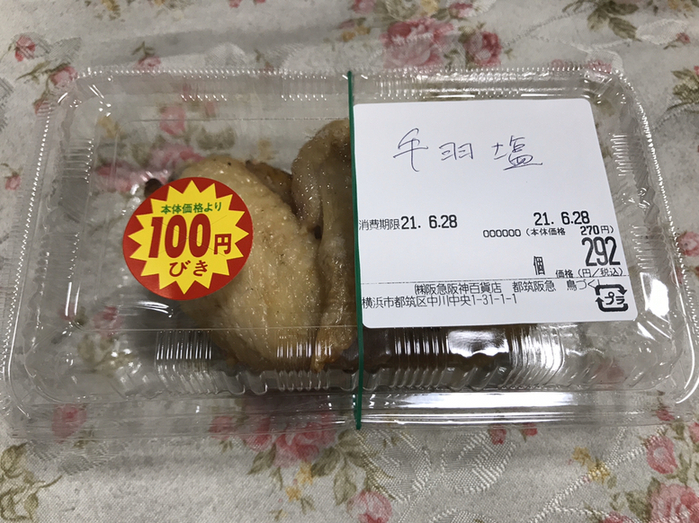 本体価格より
100円
びき
手羽塩
消費期限 21. 6.28
21. 6.28
000000 (本体価格 270円)
個 292
価格(円/税込)
㈱阪急阪神百貨店 都筑阪急 鳥づくし
横浜市都筑区中川中央1-31-1-1
プラ